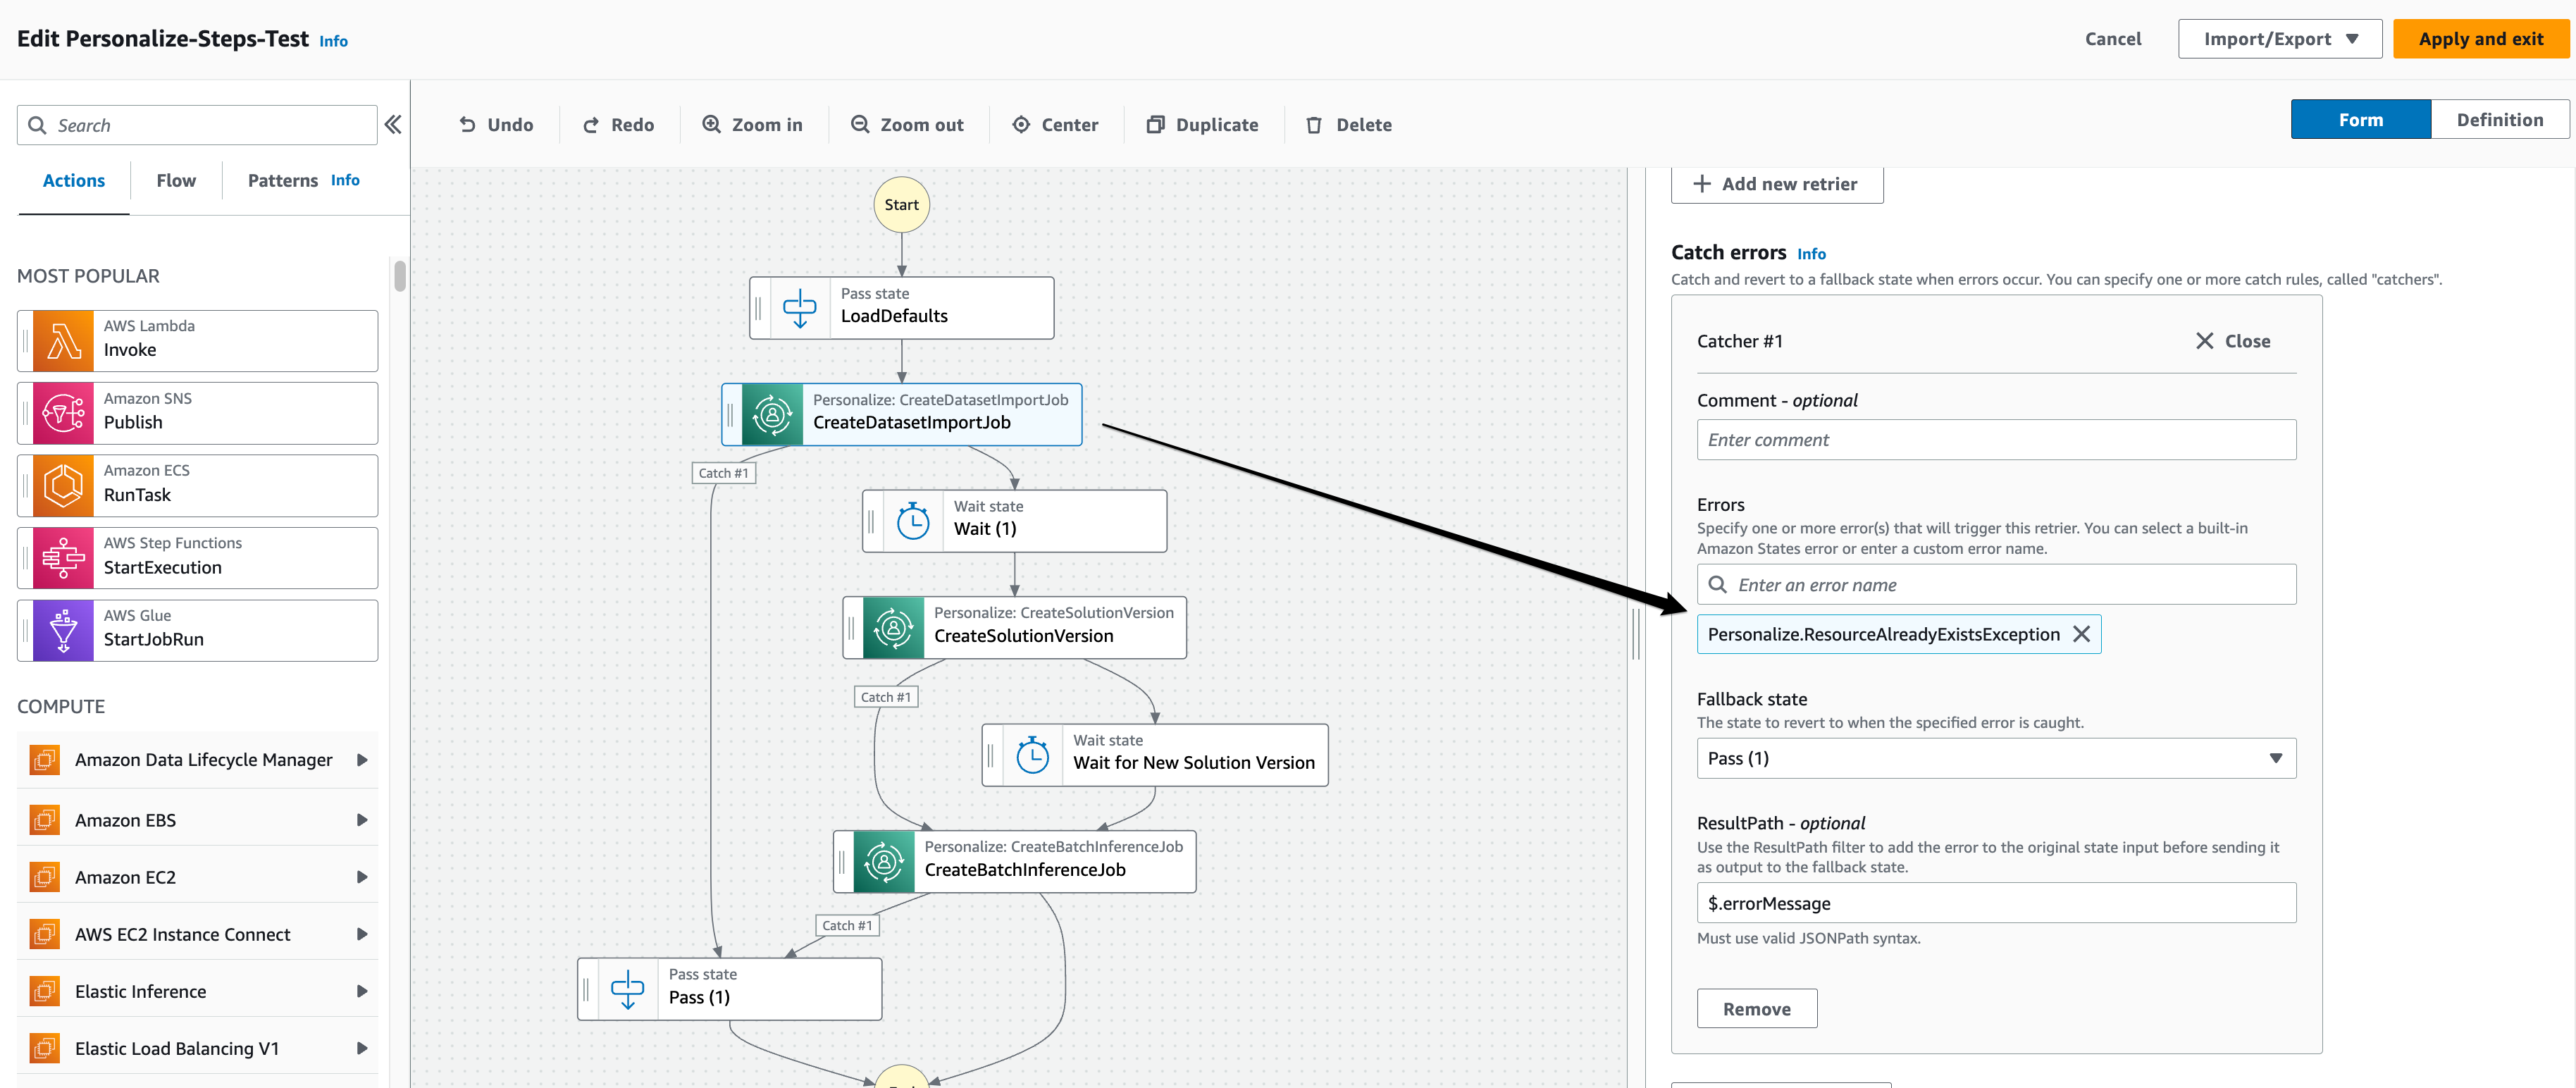 Edit Personalize-Steps-Test Info
Cancel
Import/Export
Apply and exit
Search
Actions
Flow
Patterns Info
MOST POPULAR
AWS Lambda
Invoke
Amazon SNS
Publish
Amazon ECS
RunTask
AWS Step Functions
StartExecution
AWS Glue
StartJobRun
COMPUTE
Amazon Data Lifecycle Manager
Amazon EBS
Amazon EC2
AWS EC2 Instance Connect
Elastic Inference
Elastic Load Balancing V1
Undo
Redo
Zoom in
Zoom out
Center
Duplicate
Delete
Form
Definition
Start
Pass state
LoadDefaults
Personalize: CreateDatasetImportJob
CreateDatasetImportJob
Catch #1
Wait state
Wait (1)
Personalize: CreateSolutionVersion
CreateSolutionVersion
Catch #1
Wait state
Wait for New Solution Version
Personalize: CreateBatchInferenceJob
CreateBatchInferenceJob
Catch #1
Pass state
Pass (1)
Add new retrier
Catch errors Info
Catch and revert to a fallback state when errors occur. You can specify one or more catch rules, called "catchers".
Catcher #1
Close
Comment - optional
Enter comment
Errors
Specify one or more error(s) that will trigger this retrier. You can select a built-in
Amazon States error or enter a custom error name.
Enter an error name
Personalize.ResourceAlreadyExistsException
Fallback state
The state to revert to when the specified error is caught.
Pass (1)
ResultPath - optional
Use the ResultPath filter to add the error to the original state input before sending it
as output to the fallback state.
$.errorMessage
Must use valid JSONPath syntax.
Remove